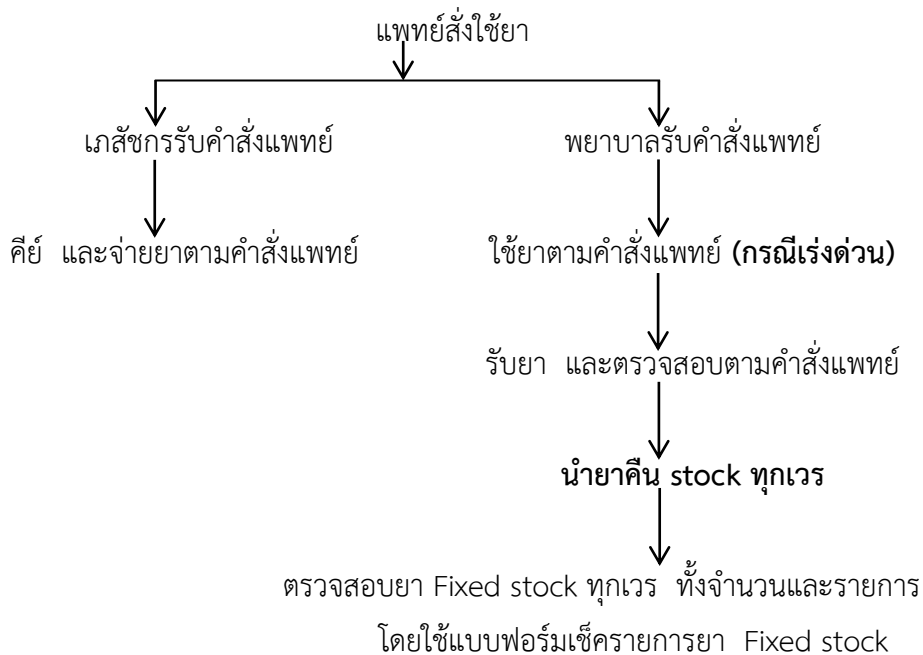 แพทย์สั่งใช้ยา
เภสัชกรรับคำสั่งแพทย์
พยาบาลรับคำสั่งแพทย์
คีย์ และจ่ายยาตามคำสั่งแพทย์
ใช้ยาตามคำสั่งแพทย์ (กรณีเร่งด่วน)
รับยา และตรวจสอบตามคำสั่งแพทย์
นำยาคืน stock ทุกเวร
ตรวจสอบยา Fixed stock ทุกเวร ทั้งจำนวนและรายการ
โดยใช้แบบฟอร์มเช็ครายการยา Fixed stock